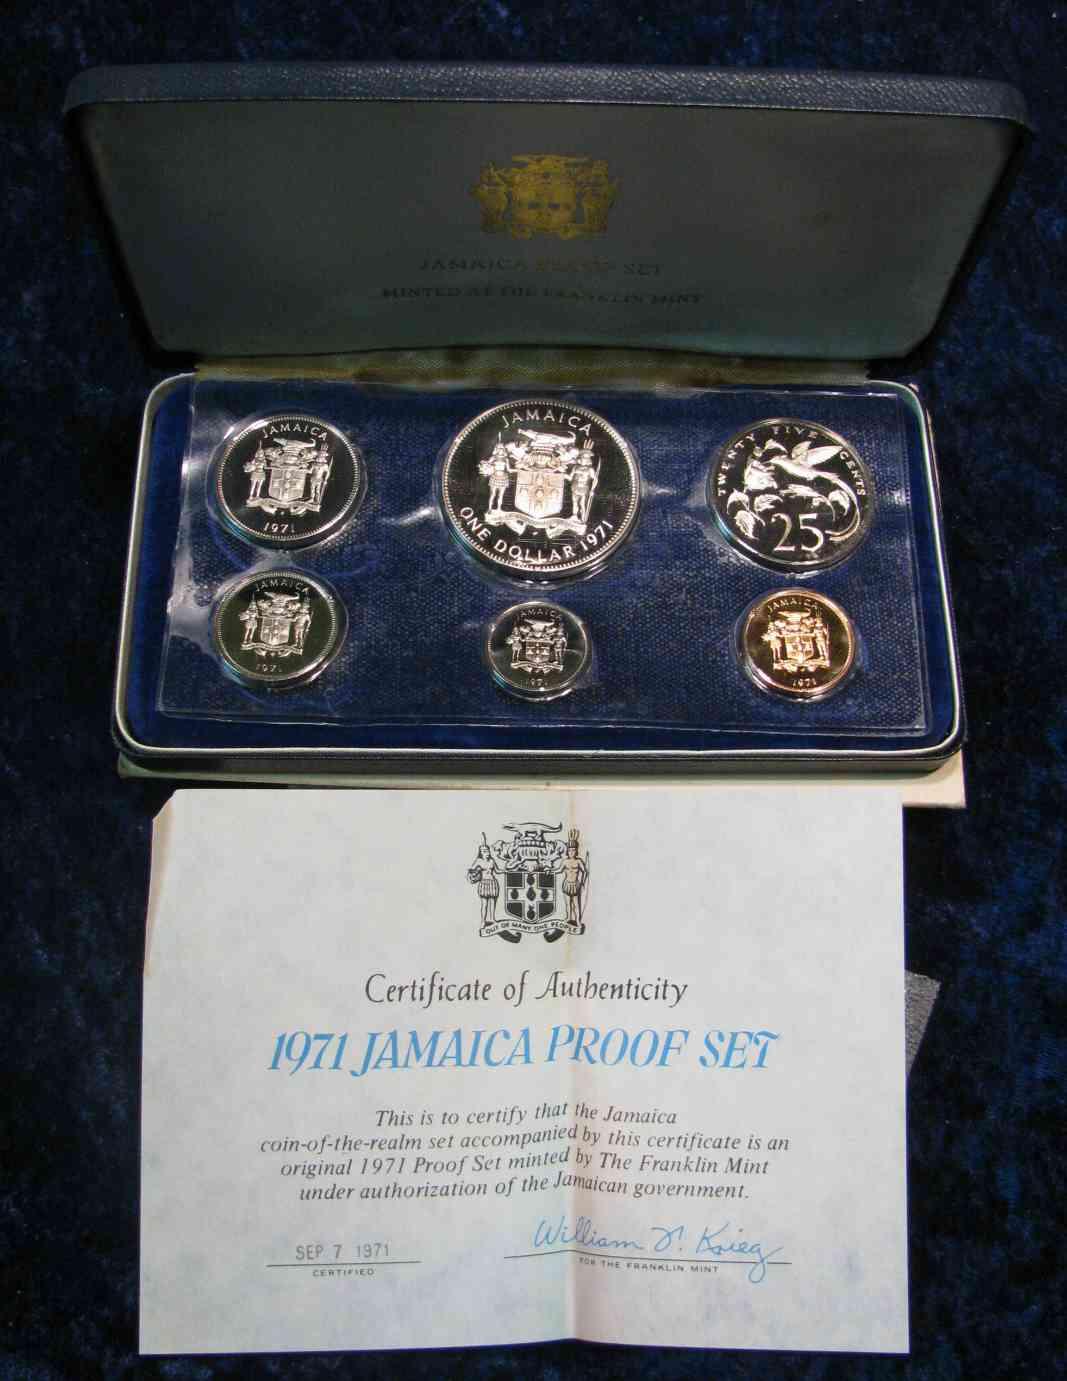 JAMAICA PROOF SET
MINTED AT THE FRANKLIN MINT
JAMAICA
1971
JAMAICA
ONE DOLLAR 1971
TWENTY FIVE CENTS
25
JAMAICA
1971
JAMAICA
1971
JAMAICA
1971
OUT OF MANY ONE PEOPLE
Certificate of Authenticity
1971 JAMAICA PROOF SET
This is to certify that the Jamaica
coin-of-the-realm set accompanied by this certificate is an
original 1971 Proof Set minted by The Franklin Mint
under authorization of the Jamaican government.
SEP 7 1971
CERTIFIED
William T. Krieg
FOR THE FRANKLIN MINT